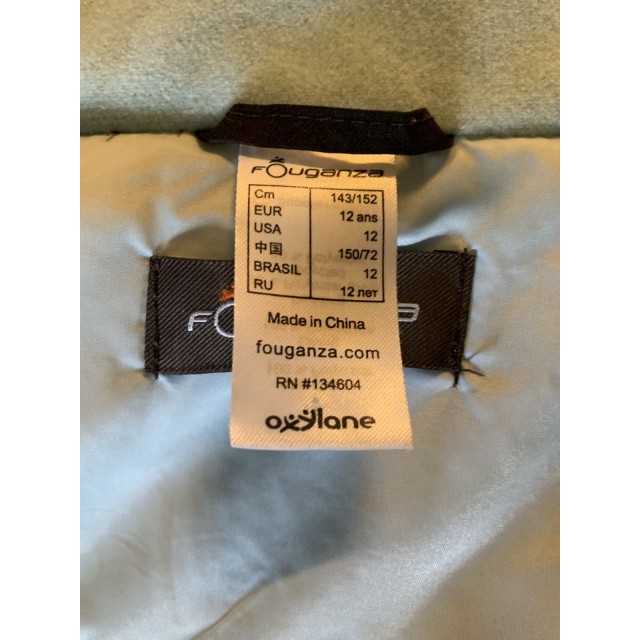 FOuganza
Cm 143/152
EUR 12 ans
USA 12
中国 150/72
BRASIL 12
RU 12 лет
Made in China
fouganza.com
RN #134604
oxylane